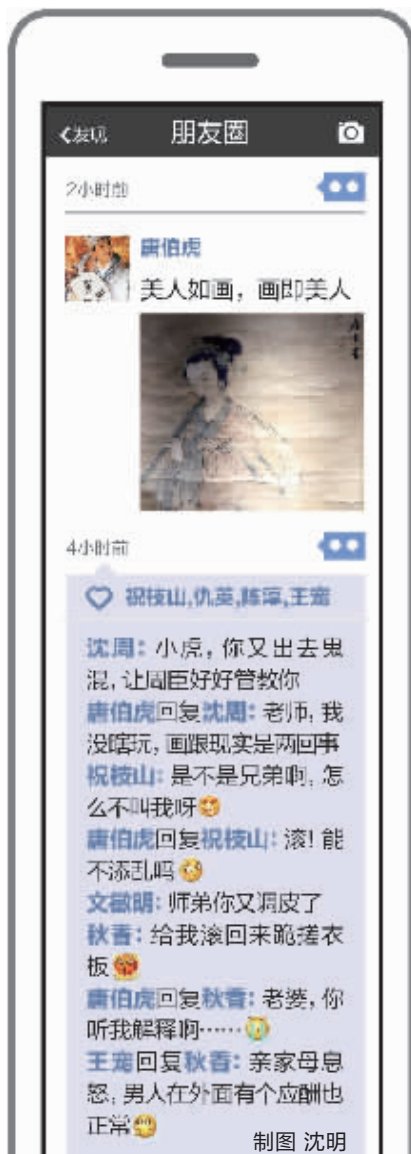 发现
朋友圈
2小时前
唐伯虎
美人如画，画即美人
4小时前
祝枝山,仇英,陈淳,王宠
沈周：小虎，你又出去鬼
混，让周臣好好管教你
唐伯虎回复沈周：老师，我
没瞎玩，画跟现实是两回事
祝枝山：是不是兄弟啊，怎
么不叫我呀
唐伯虎回复祝枝山：滚！能
不添乱吗
文徵明：师弟你又调皮了
秋香：给我滚回来跪搓衣
板
唐伯虎回复秋香：老婆，你
听我解释啊……
王宠回复秋香：亲家母息
怒，男人在外面有个应酬也
正常
制图 沈明